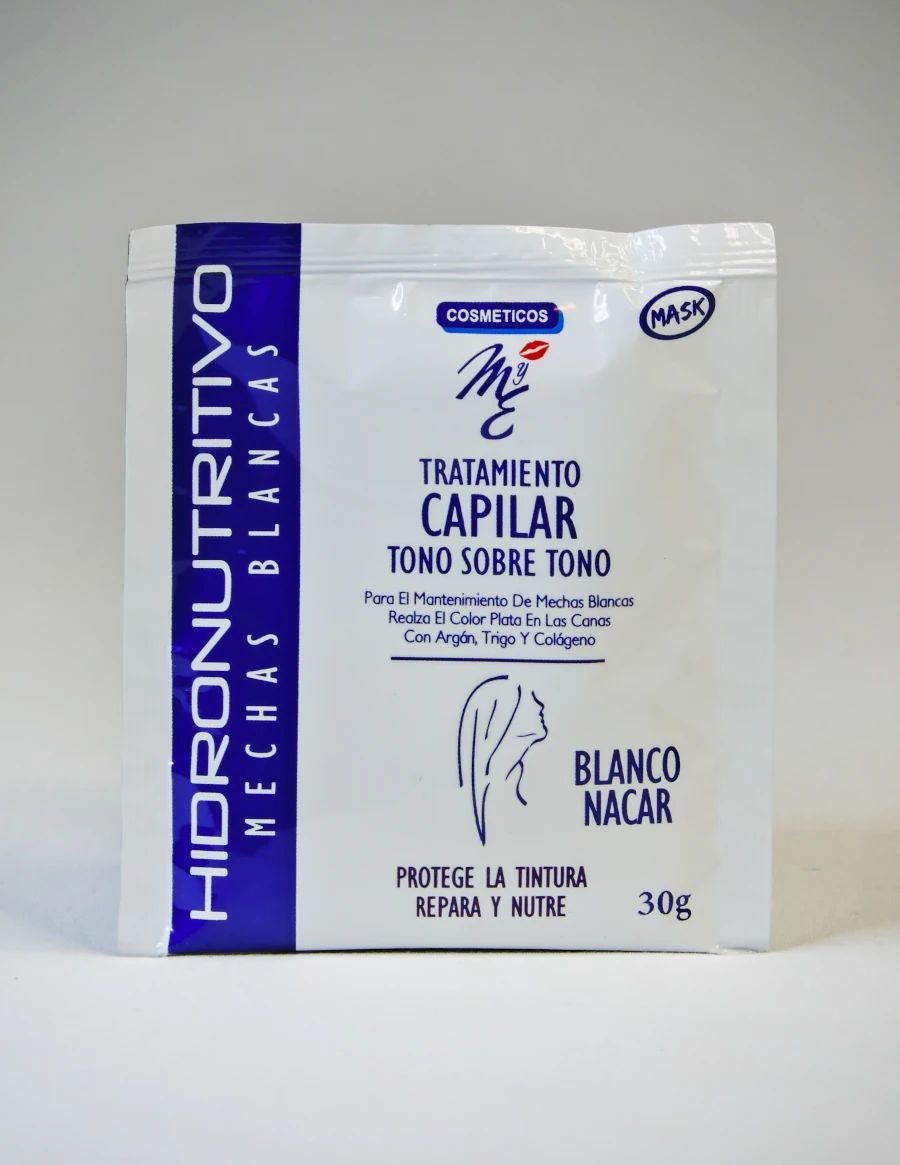 HIDRONUTRITIVO
MECHAS BLANCAS
COSMETICOS
MASK
M y E
TRATAMIENTO
CAPILAR
TONO SOBRE TONO
Para El Mantenimiento De Mechas Blancas
Realza El Color Plata En Las Canas
Con Argán, Trigo Y Colágeno
BLANCO
NACAR
PROTEGE LA TINTURA
REPARA Y NUTRE
30g